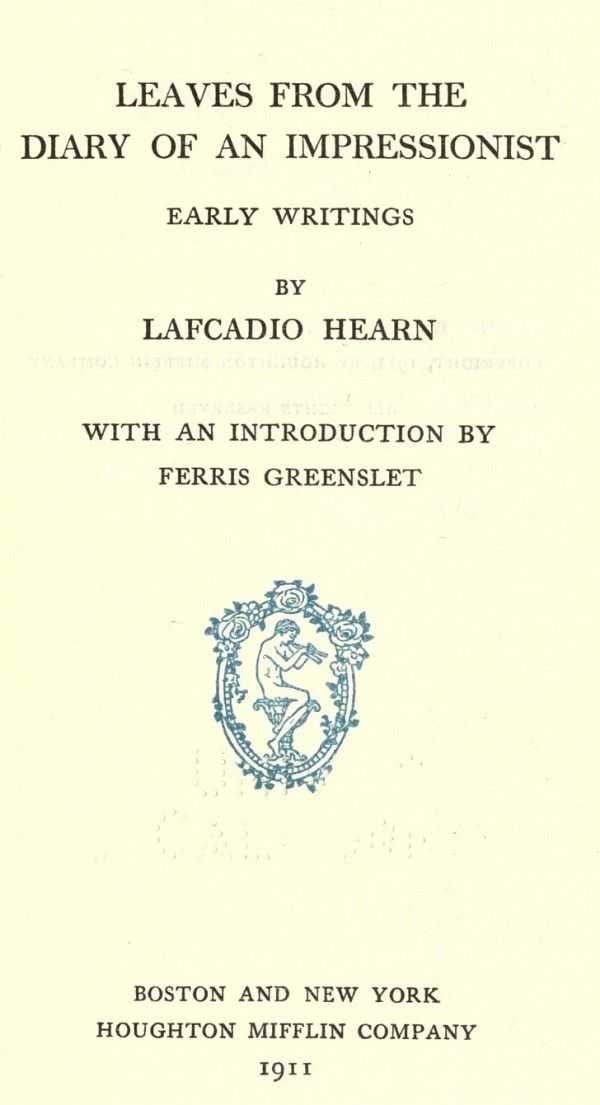 LEAVES FROM THE
DIARY OF AN IMPRESSIONIST
EARLY WRITINGS
BY
LAFCADIO HEARN
WITH AN INTRODUCTION BY
FERRIS GREENSLET
BOSTON AND NEW YORK
HOUGHTON MIFFLIN COMPANY
1911